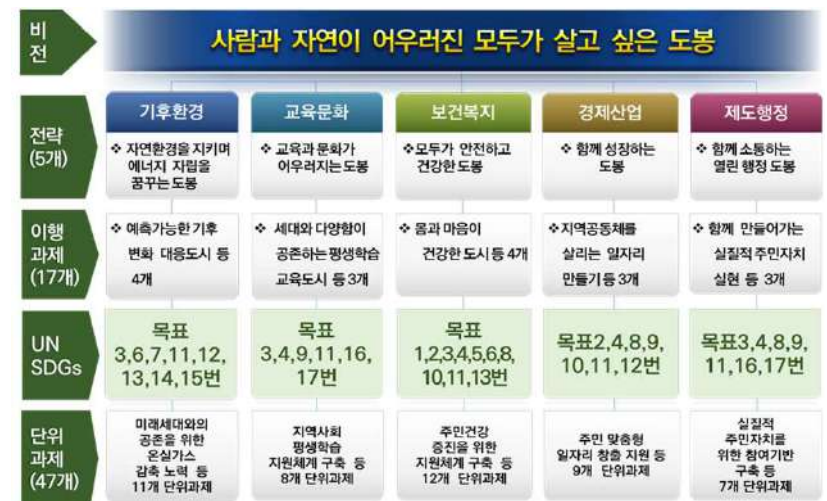 비
전
사람과 자연이 어우러진 모두가 살고 싶은 도봉
전략
(5개)
기후환경
❖ 자연환경을 지키며
에너지 자립을
꿈꾸는 도봉
교육문화
❖ 교육과 문화가
어우러지는 도봉
보건복지
❖모두가 안전하고
건강한 도봉
경제산업
❖ 함께 성장하는
도봉
제도행정
❖ 함께 소통하는
열린 행정 도봉
이행
과제
(17개)
❖ 예측가능한 기후
변화 대응도시 등
4개
❖ 세대와 다양함이
공존하는 평생학습
교육도시 등 3개
❖ 몸과 마음이
건강한 도시 등 4개
❖지역공동체를
살리는 일자리
만들기 등 3개
❖ 함께 만들어가는
실질적 주민자치
실현 등 3개
UN
SDGs
목표
3,6,7,11,12,
13,14,15번
목표
3,4,9,11,16,
17번
목표
1,2,3,4,5,6,8,
10,11,13번
목표2,4,8,9,
10,11,12번
목표3,4,8,9,
11,16,17번
단위
과제
(47개)
미래세대와의
공존을 위한
온실가스
감축 노력 등
11개 단위과제
지역사회
평생학습
지원체계 구축 등
8개 단위과제
주민건강
증진을 위한
지원체계 구축 등
12개 단위과제
주민 맞춤형
일자리 창출 지원 등
9개 단위과제
실질적
주민자치를
위한 참여기반
구축 등
7개 단위과제